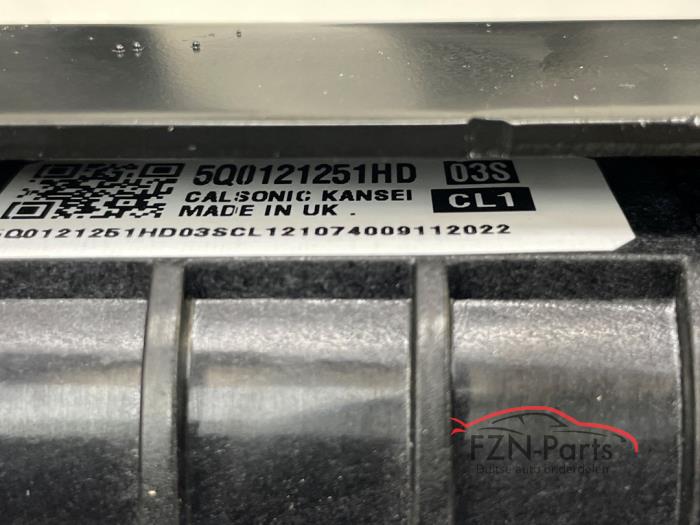 5Q0121251HD 03S
CALSONIC KANSEI CL1
MADE IN UK .
5Q0121251HD03SCL121074009112022
FZN-Parts
Duitse auto onderdelen